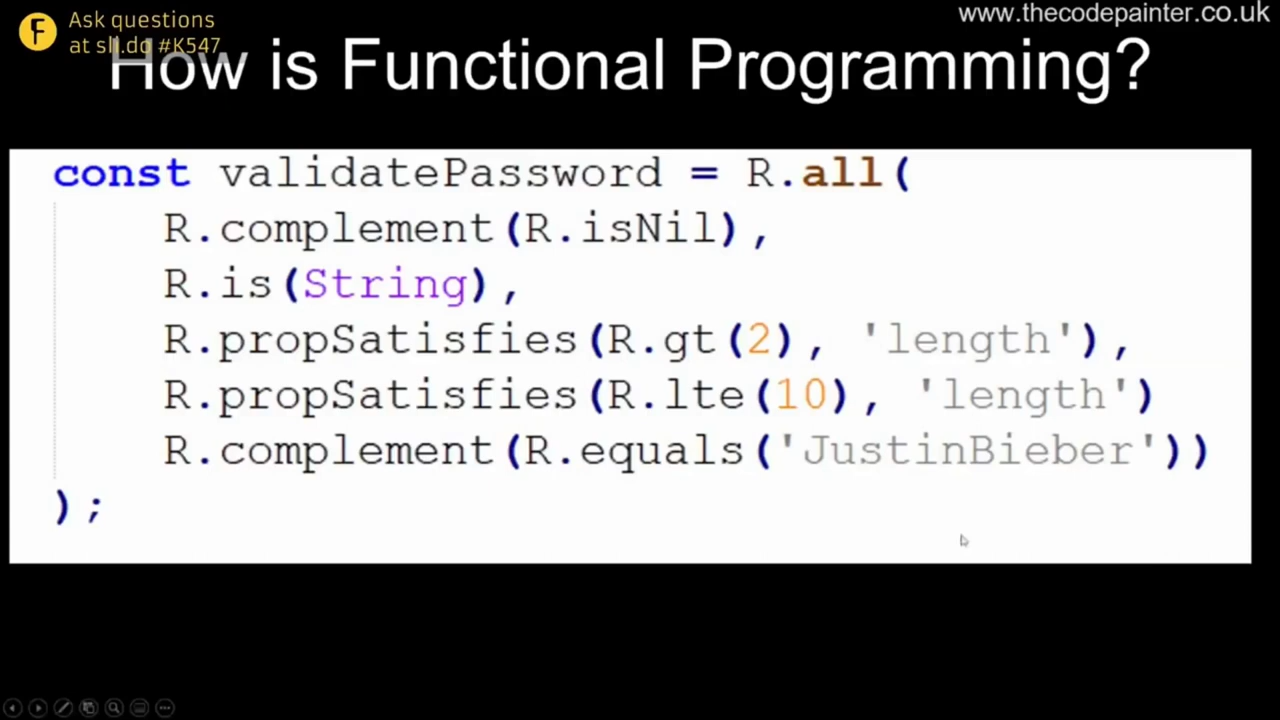 Ask questions
at sli.do #K547
www.thecodepainter.co.uk
How is Functional Programming?
const validatePassword = R.all(
R.complement(R.isNil),
R.is(String),
R.propSatisfies(R.gt(2), 'length'),
R.propSatisfies(R.lte(10), 'length')
R.complement(R.equals('JustinBieber'))
);